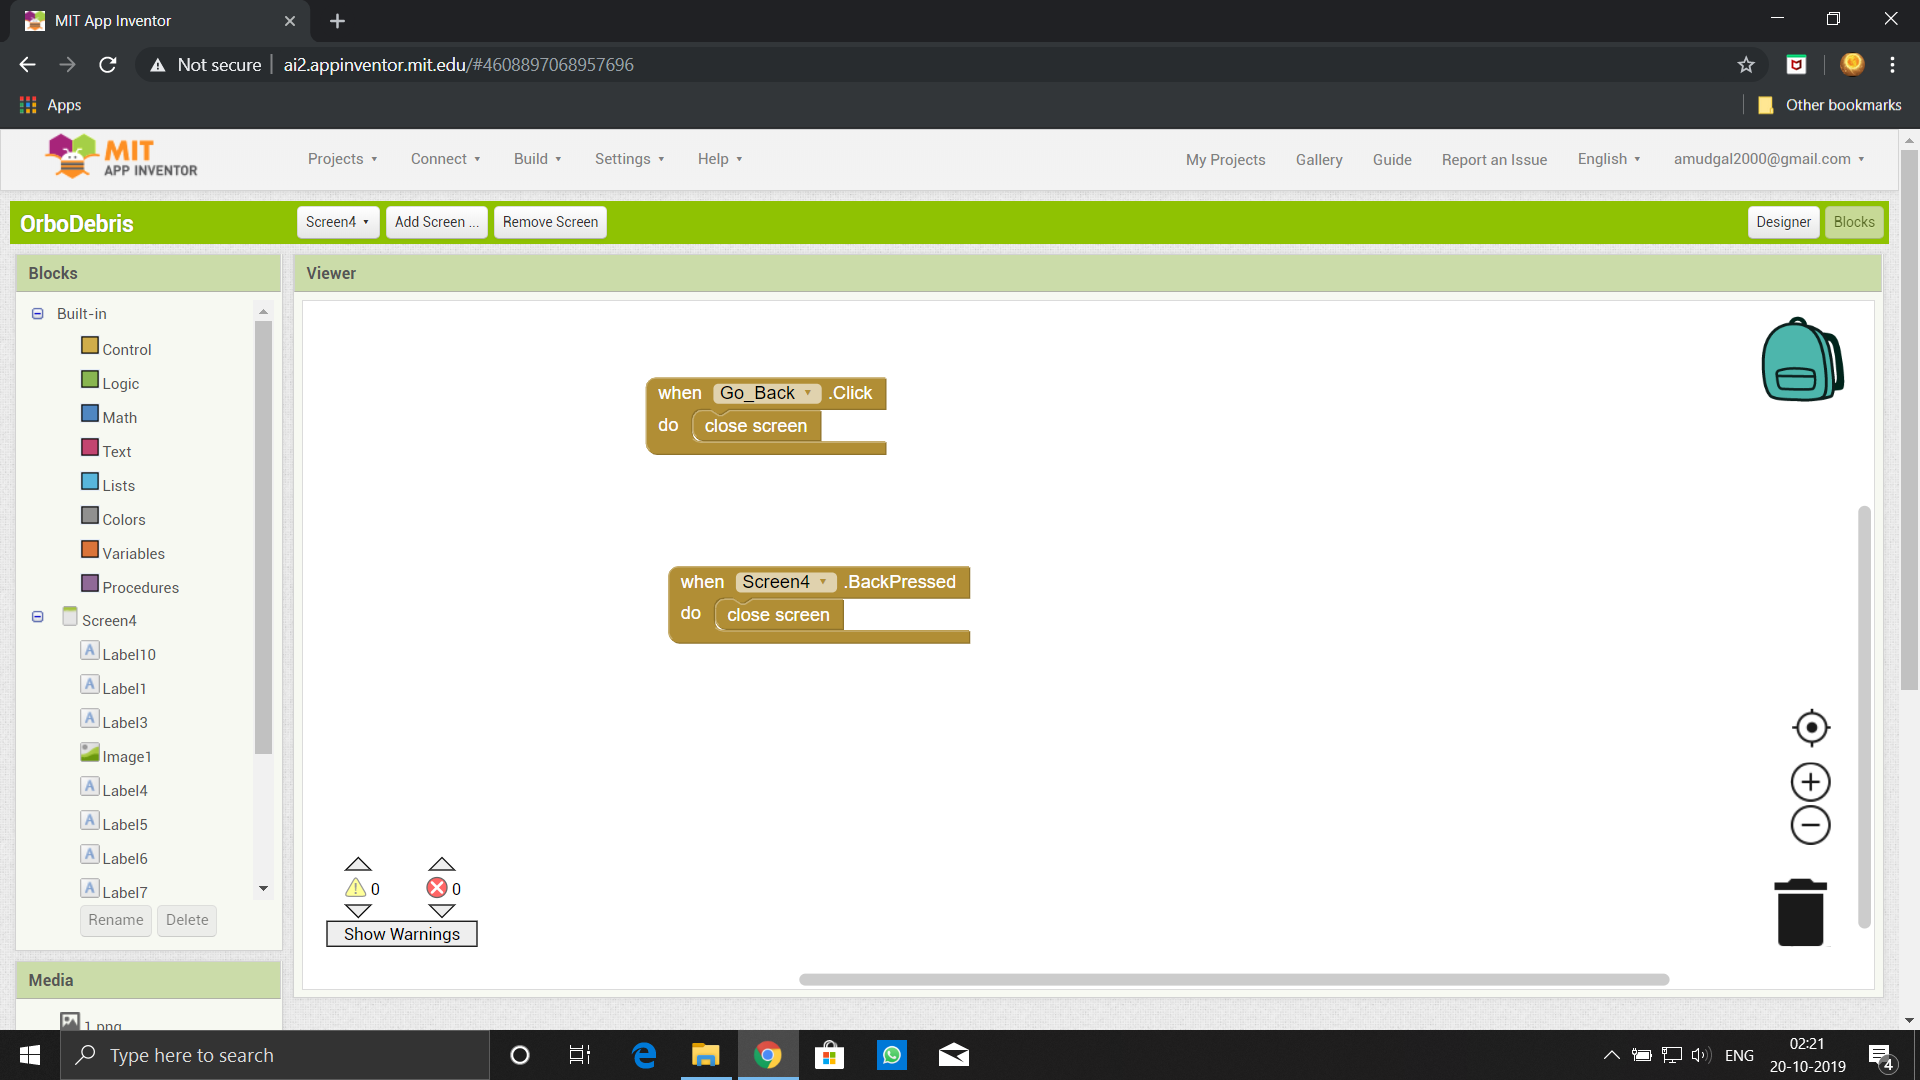 MIT App Inventor
Not secure
ai2.appinventor.mit.edu/#4608897068957696
Apps
Other bookmarks
MIT
APP INVENTOR
Projects Connect Build Settings Help My Projects Gallery Guide Report an Issue English amudgal2000@gmail.com
OrboDebris Screen4 Add Screen ... Remove Screen Designer Blocks
Blocks
Viewer
Built-in
Control
Logic
Math
Text
Lists
Colors
Variables
Procedures
Screen4
Label10
Label1
Label3
Image1
Label4
Label5
Label6
Label7
Rename Delete
when Go_Back .Click
do close screen
when Screen4 .BackPressed
do close screen
0 0
Show Warnings
Media
1.png
Type here to search
ENG
02:21
20-10-2019
4